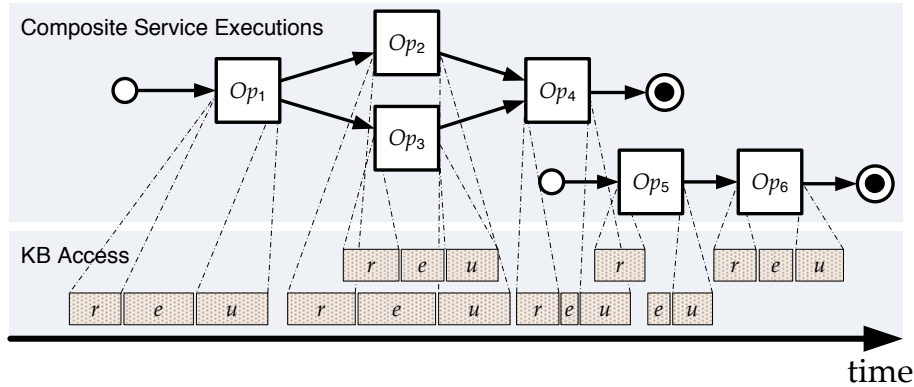 Composite Service Executions
Op2
Op1
Op4
Op3
Op5
Op6
KB Access
r e u r r e u
r e u r e u r e u e u
time